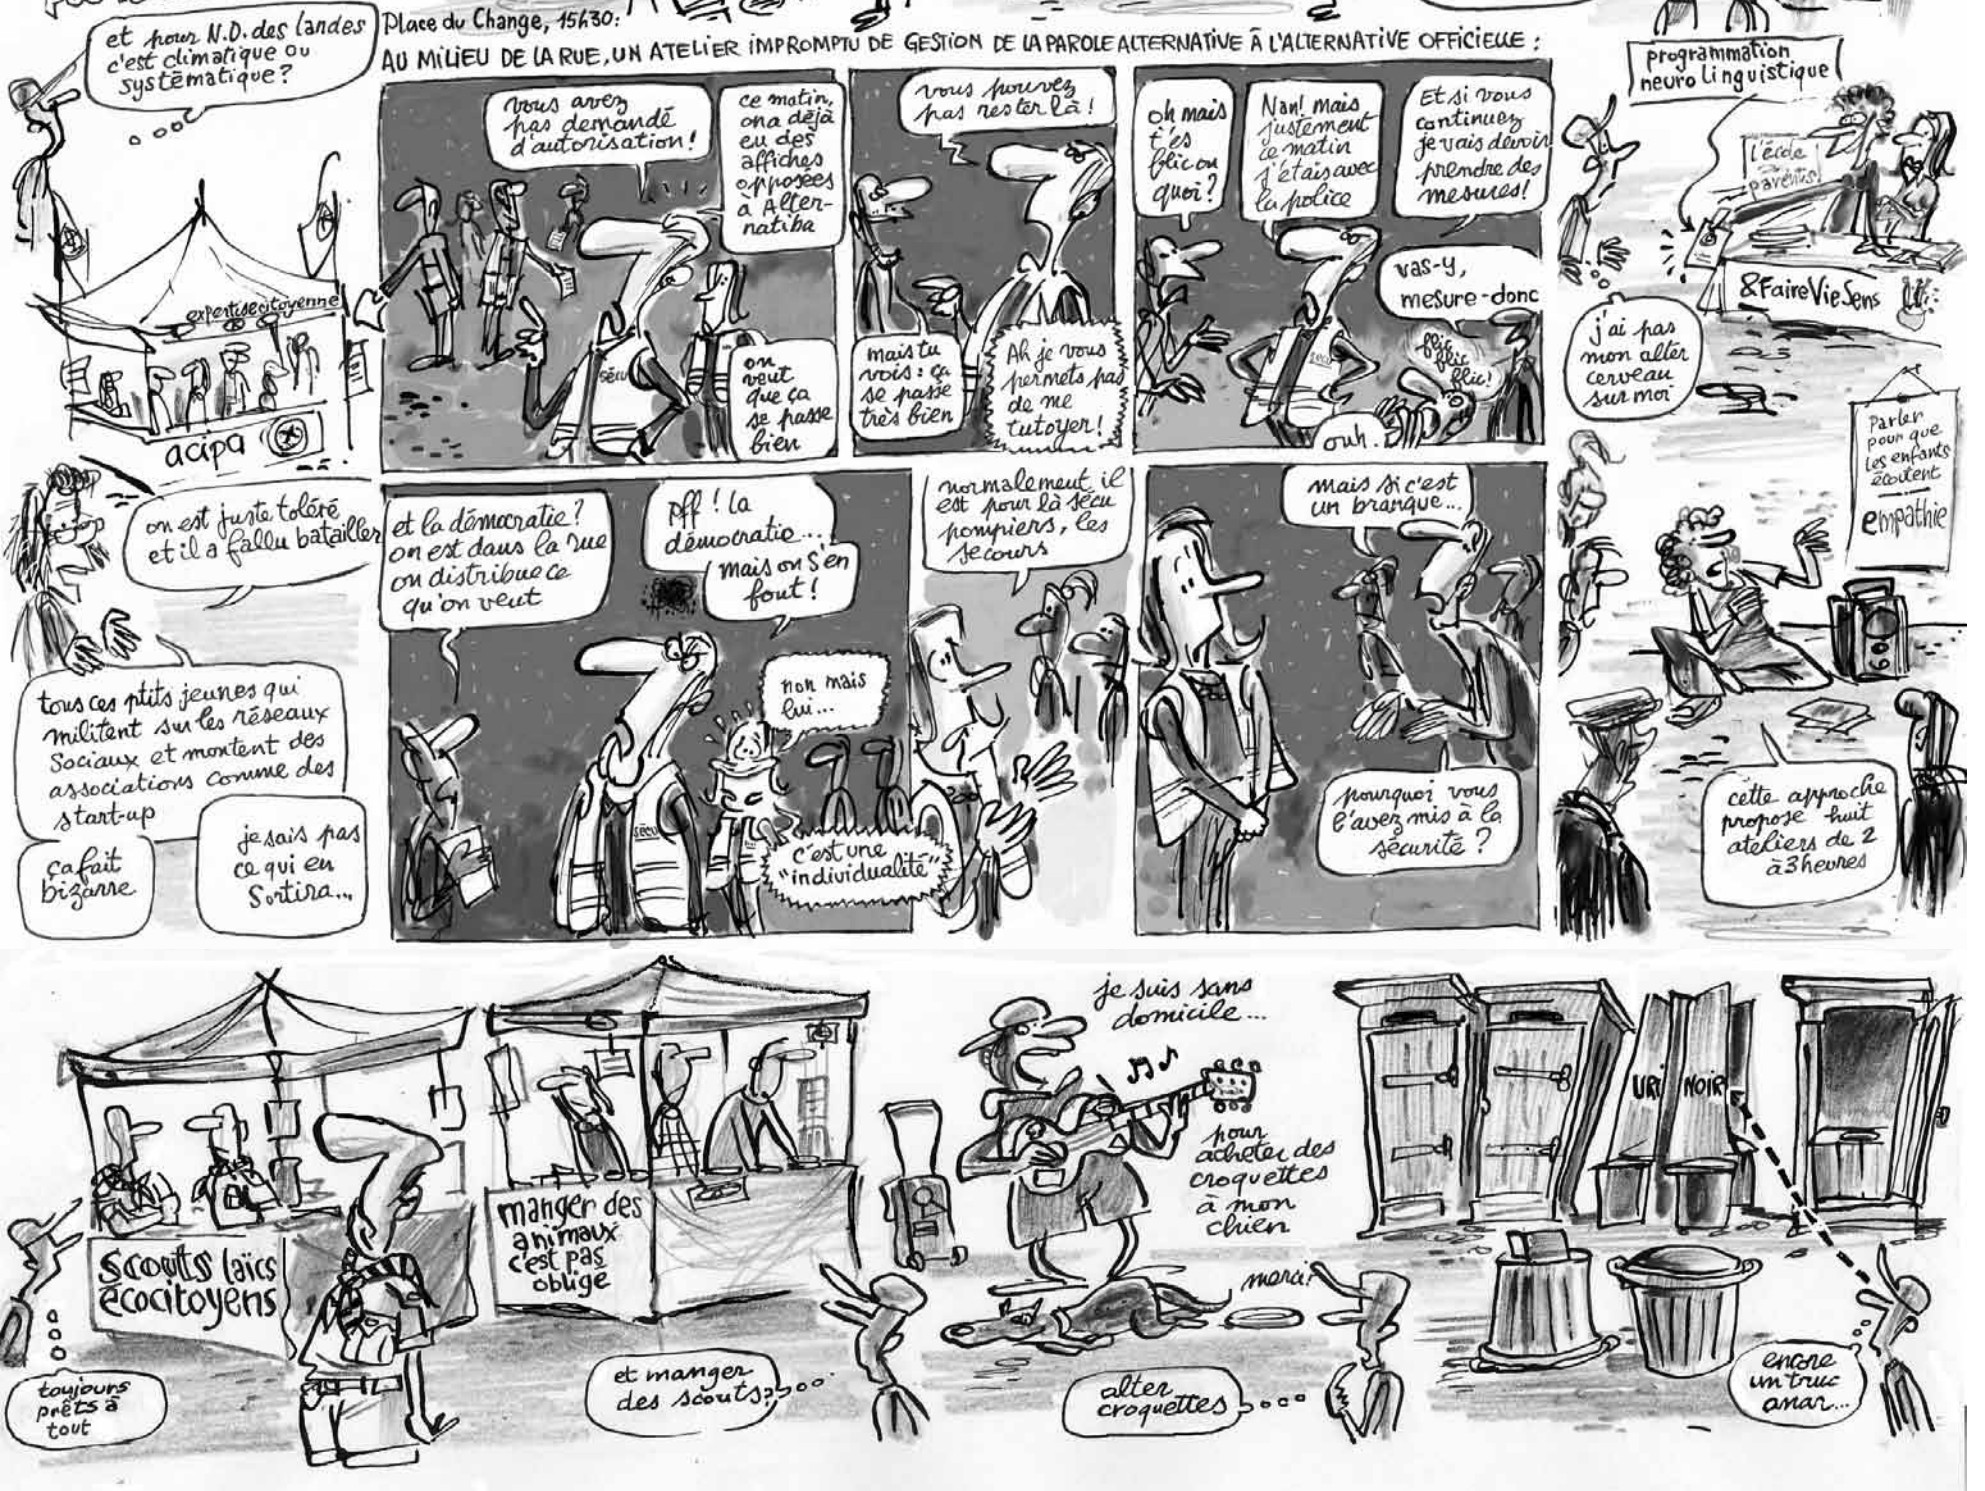 et pour N.D. des landes
c'est climatique ou
systématique?
Place du Change, 15h30:
AU MILIEU DE LA RUE, UN ATELIER IMPROMPTU DE GESTION DE LA PAROLE ALTERNATIVE À L'ALTERNATIVE OFFICIELLE :
expertise citoyenne
acipa
on est juste toléré
et il a fallu batailler
tous ces ptits jeunes qui
militent sur les réseaux
sociaux et montent des
associations comme des
start-up
ça fait
bizarre
je sais pas
ce qui en
sortira...
vous avez
pas demandé
d'autorisation!
ce matin,
on a déjà
eu des
affiches
opposées
à Alter-
natiba
sécu
on
veut
que ça
se passe
bien
vous pouvez
pas rester là!
mais tu
vois : ça
se passe
très bien
Ah je vous
permets pas
de me
tutoyer!
oh mais
t'es
flic ou
quoi?
Nan! mais
justement
ce matin
j'étais avec
la police
Et si vous
continuez
je vais devoir
prendre des
mesures!
sécu
vas-y,
mesure-donc
flic
flic
flic!
ouh.
et la démocratie?
on est dans la rue
on distribue ce
qu'on veut
pff! la
démocratie...
mais on s'en
fout!
sécu
non mais
lui...
c'est une
"individualité"
normalement il
est pour là sécu
pompiers, les
secours
mais si c'est
un branque...
pourquoi vous
l'avez mis à la
sécurité?
programmation
neuro linguistique
l'école
parents
&FaireVieSens
j'ai pas
mon alter
cerveau
sur moi
Parler
pour que
les enfants
écoutent
empathie
cette approche
propose huit
ateliers de 2
à 3 heures
scouts laïcs
écocitoyens
toujours
prêts à
tout
manger des
animaux
c'est pas
obligé
et manger
des scouts?
je suis sans
domicile...
pour
acheter des
croquettes
à mon
chien
merci!
alter
croquettes
URI NOIR
encore
un truc
anar...